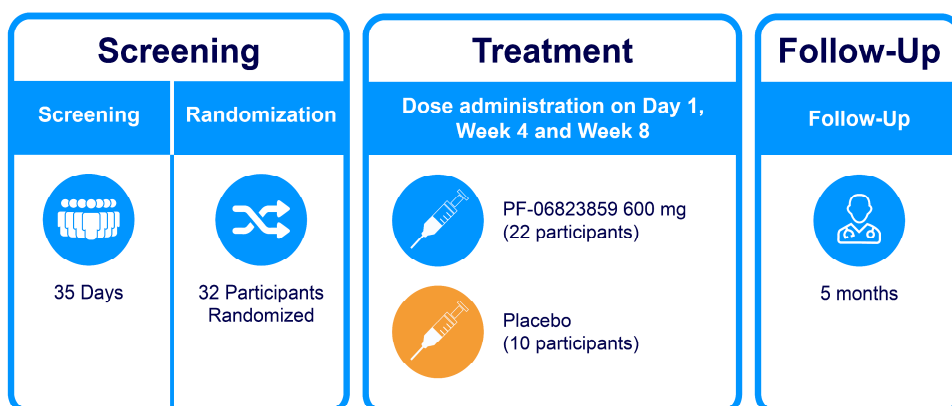 Screening
Screening
Randomization
35 Days
32 Participants
Randomized
Treatment
Dose administration on Day 1,
Week 4 and Week 8
PF-06823859 600 mg
(22 participants)
Placebo
(10 participants)
Follow-Up
Follow-Up
5 months